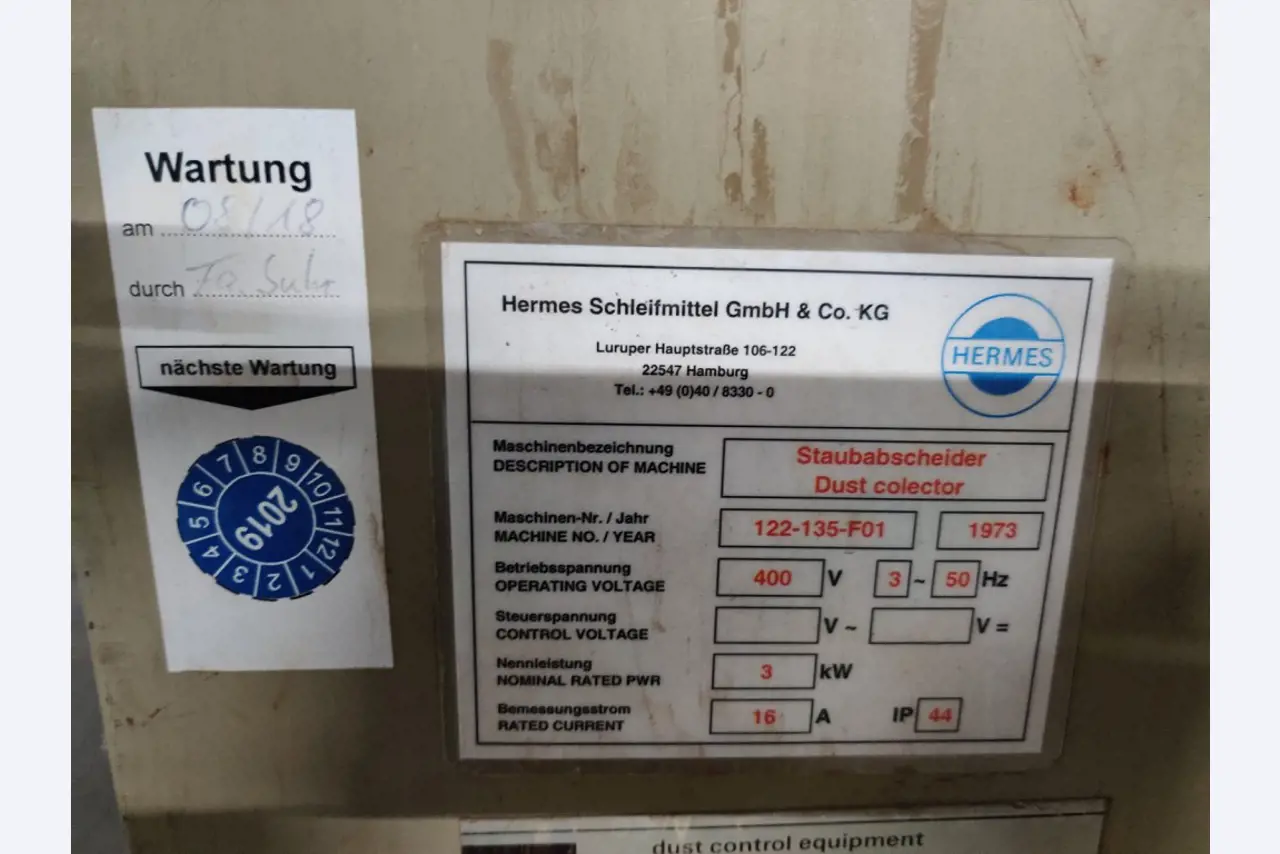 Wartung
am 08/18
durch Fa. Suhr
nächste Wartung
7 8 9 10 11 12 1 2 3 4 5 6
2019
Hermes Schleifmittel GmbH & Co. KG
Luruper Hauptstraße 106-122
22547 Hamburg
Tel.: +49 (0)40 / 8330 - 0
HERMES
Maschinenbezeichnung
DESCRIPTION OF MACHINE
Staubabscheider
Dust colector
Maschinen-Nr. / Jahr
MACHINE NO. / YEAR
122-135-F01 1973
Betriebsspannung
OPERATING VOLTAGE
400 V 3 ~ 50 Hz
Steuerspannung
CONTROL VOLTAGE
V ~ V =
Nennleistung
NOMINAL RATED PWR
3 kW
Bemessungsstrom
RATED CURRENT
16 A IP 44
dust control equipment